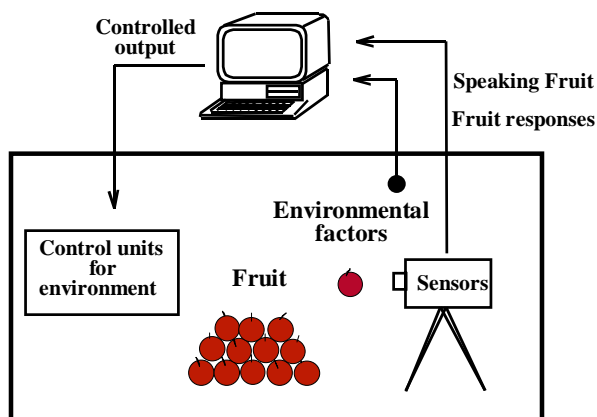 Controlled
output
Speaking Fruit
Fruit responses
Environmental
factors
Control units
for
environment
Fruit
Sensors